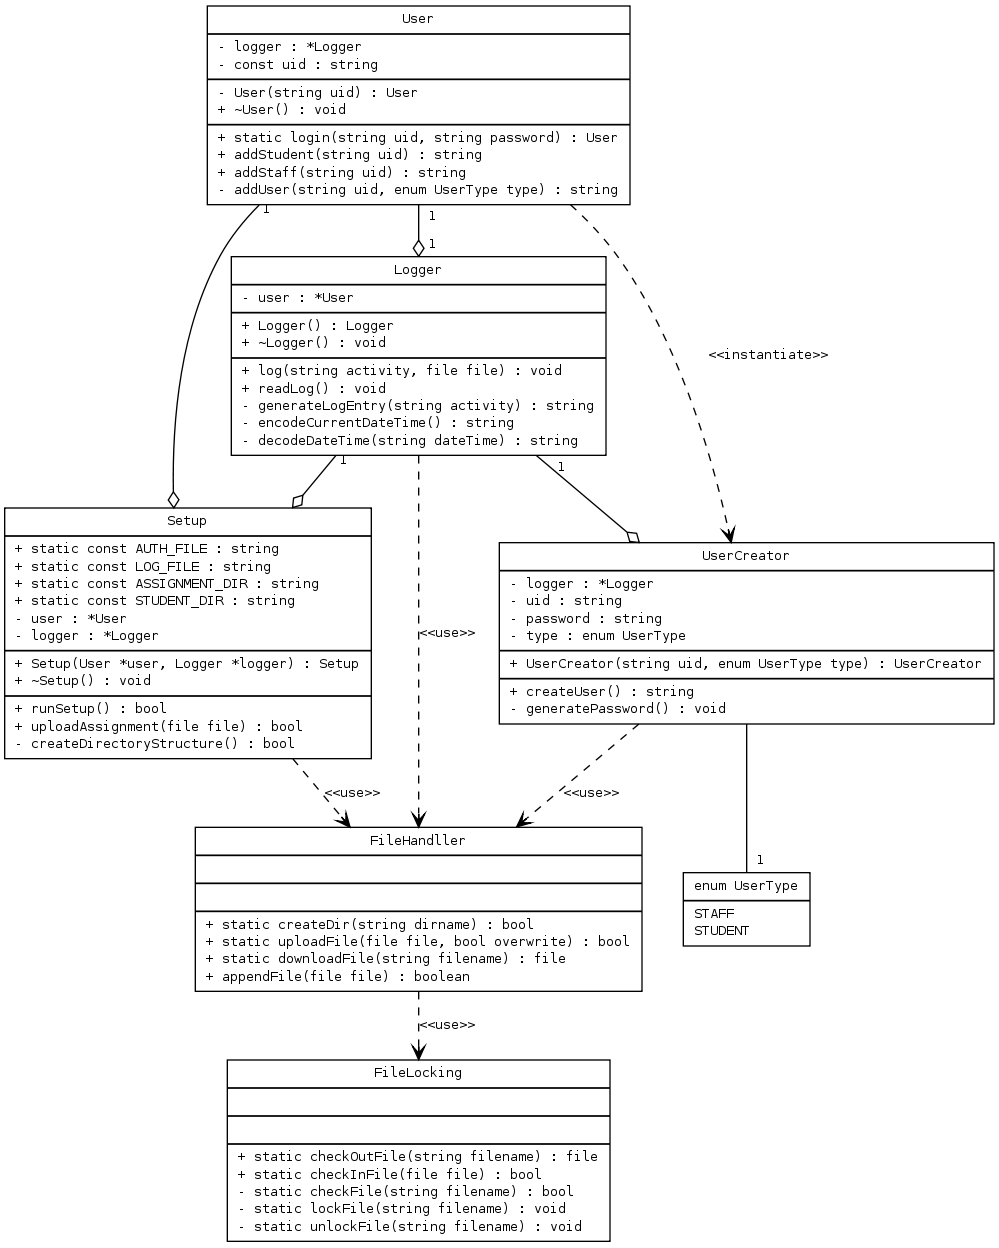 User
- logger : *Logger
- const uid : string
- User(string uid) : User
+ ~User() : void
+ static login(string uid, string password) : User
+ addStudent(string uid) : string
+ addStaff(string uid) : string
- addUser(string uid, enum UserType type) : string
1
1
1
Logger
- user : *User
+ Logger() : Logger
+ ~Logger() : void
+ log(string activity, file file) : void
+ readLog() : void
- generateLogEntry(string activity) : string
- encodeCurrentDateTime() : string
- decodeDateTime(string dateTime) : string
<<instantiate>>
1
1
Setup
+ static const AUTH_FILE : string
+ static const LOG_FILE : string
+ static const ASSIGNMENT_DIR : string
+ static const STUDENT_DIR : string
- user : *User
- logger : *Logger
+ Setup(User *user, Logger *logger) : Setup
+ ~Setup() : void
+ runSetup() : bool
+ uploadAssignment(file file) : bool
- createDirectoryStructure() : bool
<<use>>
UserCreator
- logger : *Logger
- uid : string
- password : string
- type : enum UserType
+ UserCreator(string uid, enum UserType type) : UserCreator
+ createUser() : string
- generatePassword() : void
<<use>>
<<use>>
1
FileHandller
+ static createDir(string dirname) : bool
+ static uploadFile(file file, bool overwrite) : bool
+ static downloadFile(string filename) : file
+ appendFile(file file) : boolean
enum UserType
STAFF
STUDENT
<<use>>
FileLocking
+ static checkOutFile(string filename) : file
+ static checkInFile(file file) : bool
- static checkFile(string filename) : bool
- static lockFile(string filename) : void
- static unlockFile(string filename) : void